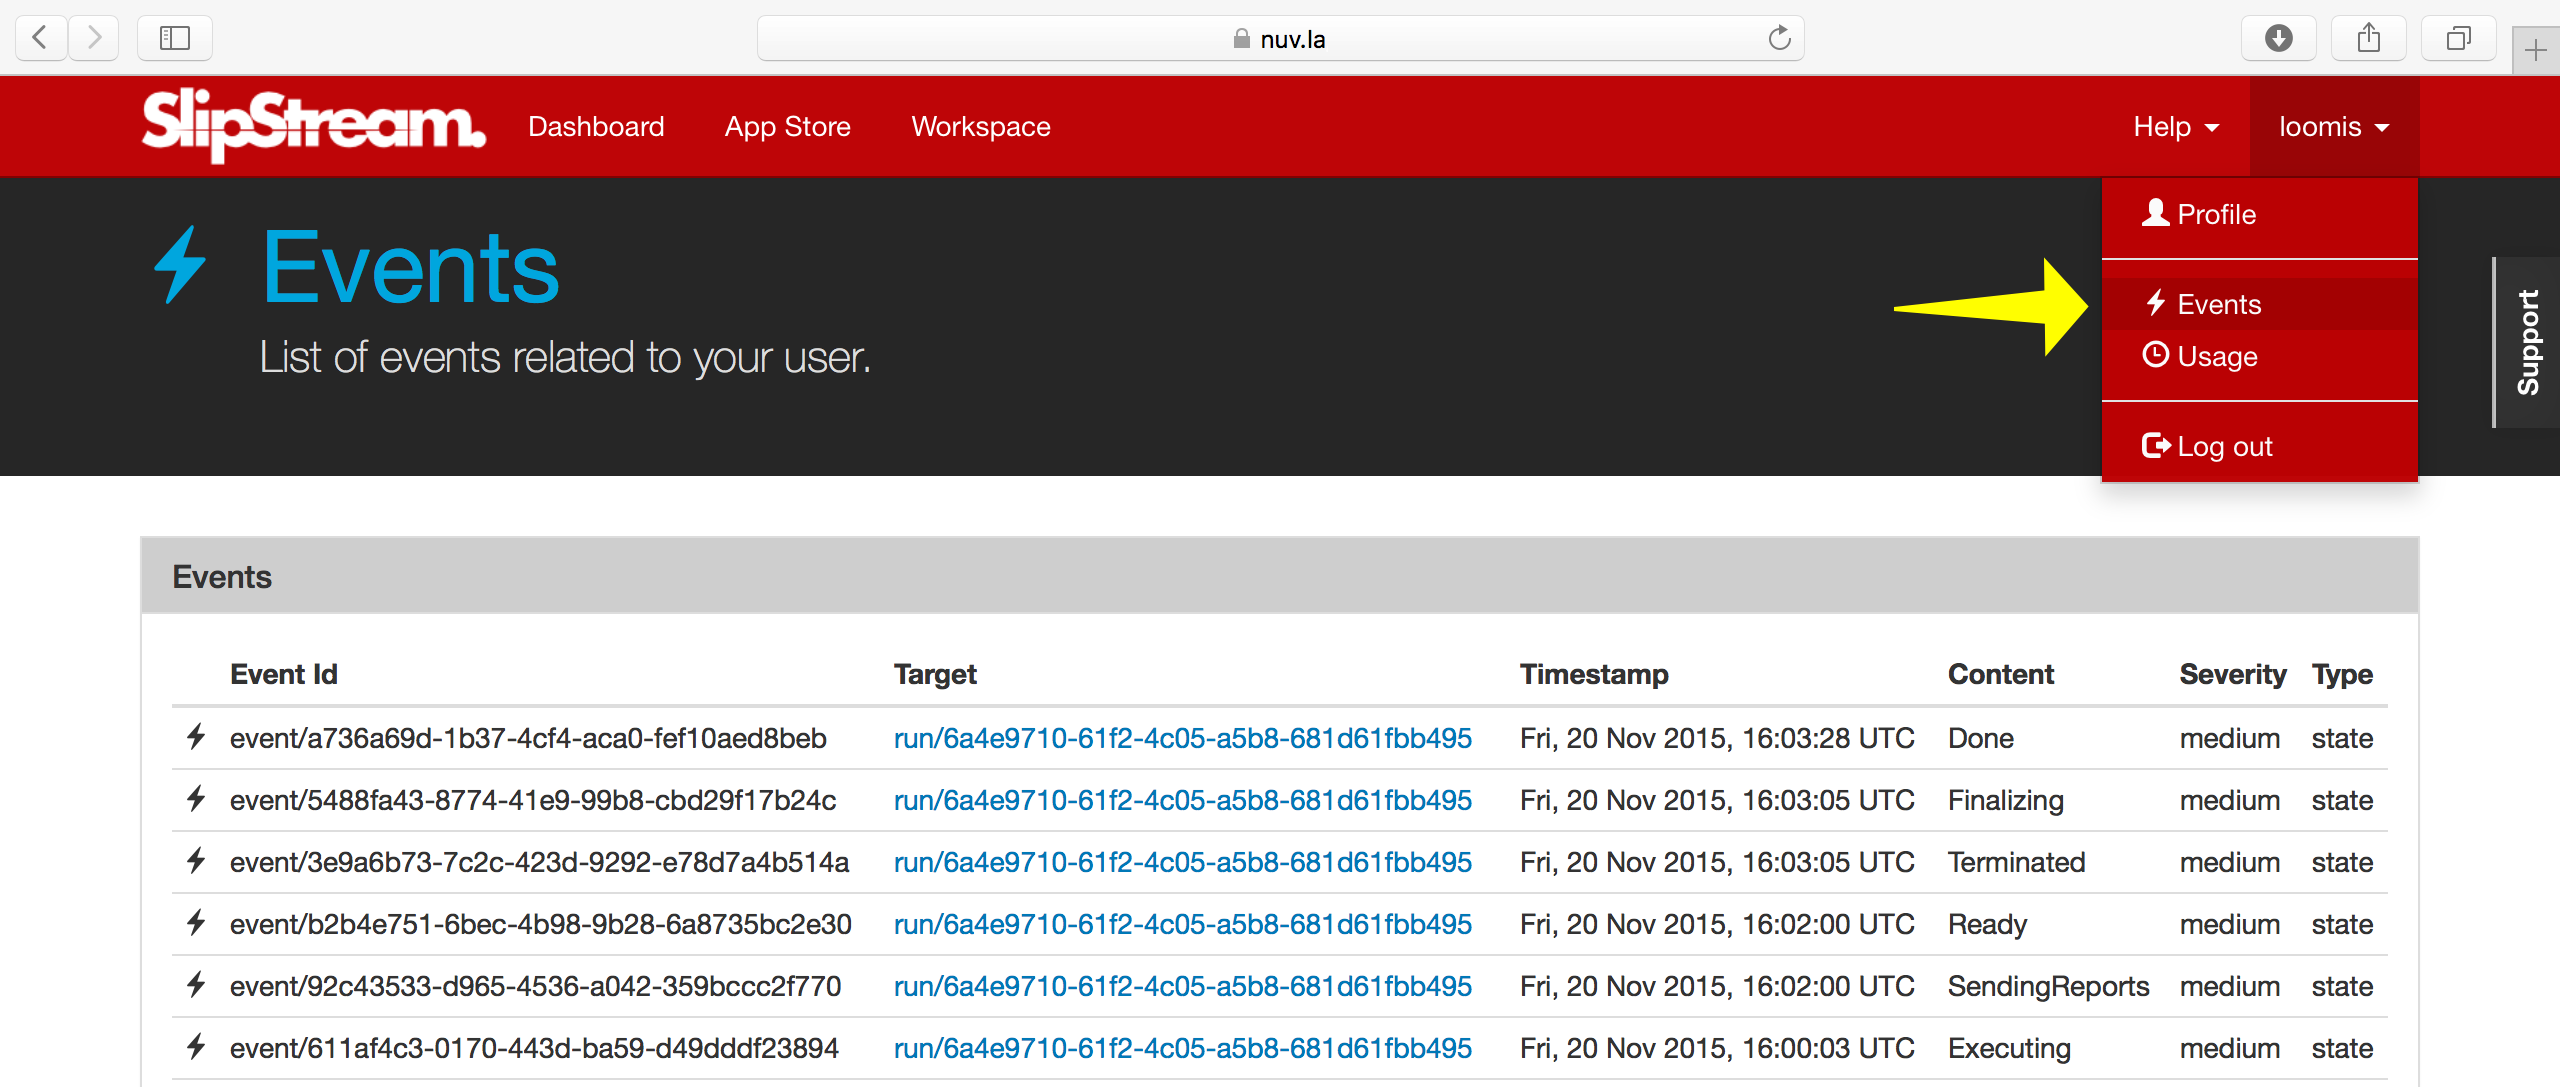 nuv.la
SlipStream. Dashboard App Store Workspace Help loomis
Profile
Events
Usage
Log out
Events
List of events related to your user.
Support
Events
Event Id Target Timestamp Content Severity Type
event/a736a69d-1b37-4cf4-aca0-fef10aed8beb run/6a4e9710-61f2-4c05-a5b8-681d61fbb495 Fri, 20 Nov 2015, 16:03:28 UTC Done medium state
event/5488fa43-8774-41e9-99b8-cbd29f17b24c run/6a4e9710-61f2-4c05-a5b8-681d61fbb495 Fri, 20 Nov 2015, 16:03:05 UTC Finalizing medium state
event/3e9a6b73-7c2c-423d-9292-e78d7a4b514a run/6a4e9710-61f2-4c05-a5b8-681d61fbb495 Fri, 20 Nov 2015, 16:03:05 UTC Terminated medium state
event/b2b4e751-6bec-4b98-9b28-6a8735bc2e30 run/6a4e9710-61f2-4c05-a5b8-681d61fbb495 Fri, 20 Nov 2015, 16:02:00 UTC Ready medium state
event/92c43533-d965-4536-a042-359bccc2f770 run/6a4e9710-61f2-4c05-a5b8-681d61fbb495 Fri, 20 Nov 2015, 16:02:00 UTC SendingReports medium state
event/611af4c3-0170-443d-ba59-d49dddf23894 run/6a4e9710-61f2-4c05-a5b8-681d61fbb495 Fri, 20 Nov 2015, 16:00:03 UTC Executing medium state